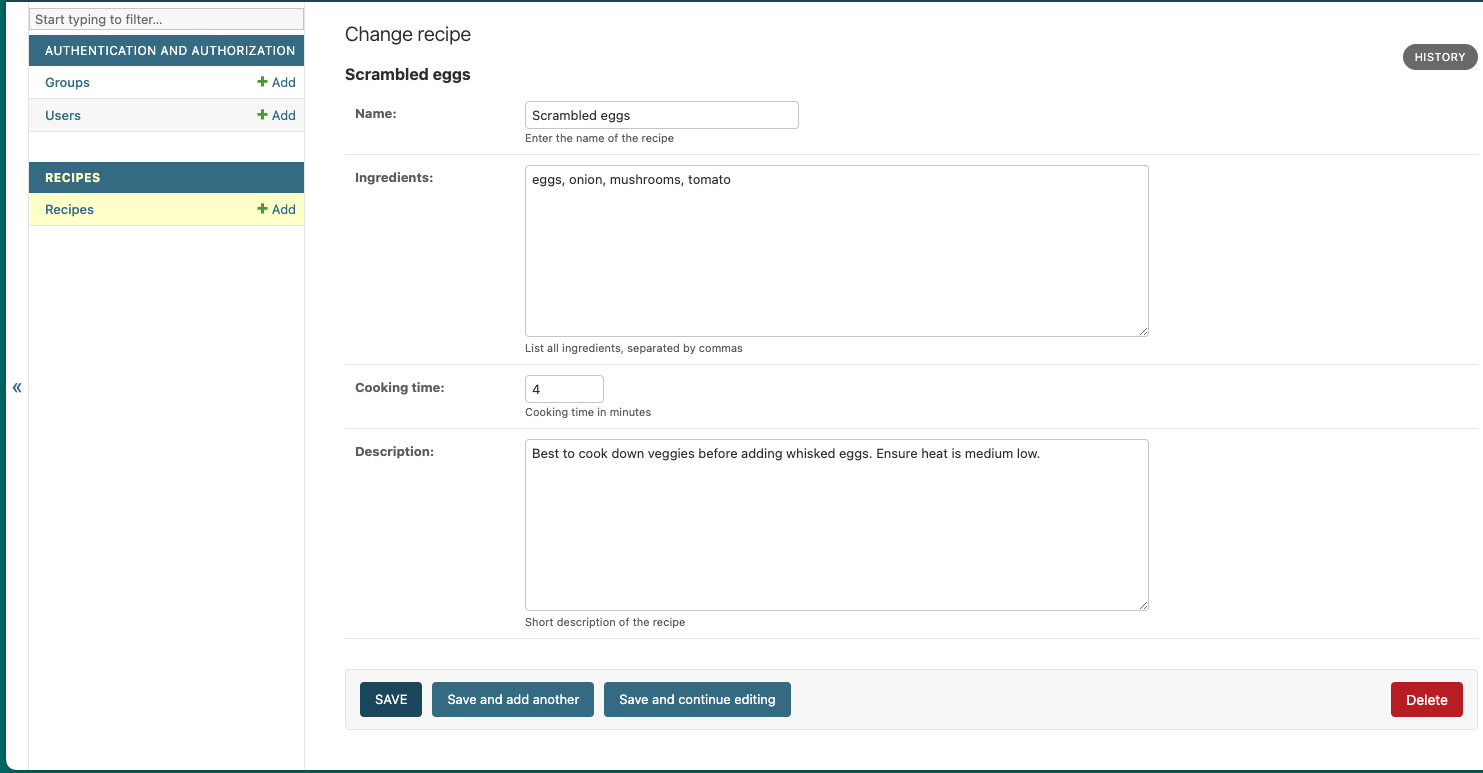 Start typing to filter...
AUTHENTICATION AND AUTHORIZATION
Groups + Add
Users + Add
RECIPES
Recipes + Add
«
Change recipe
HISTORY
Scrambled eggs
Name: Scrambled eggs
Enter the name of the recipe
Ingredients: eggs, onion, mushrooms, tomato
List all ingredients, separated by commas
Cooking time: 4
Cooking time in minutes
Description: Best to cook down veggies before adding whisked eggs. Ensure heat is medium low.
Short description of the recipe
SAVE Save and add another Save and continue editing Delete